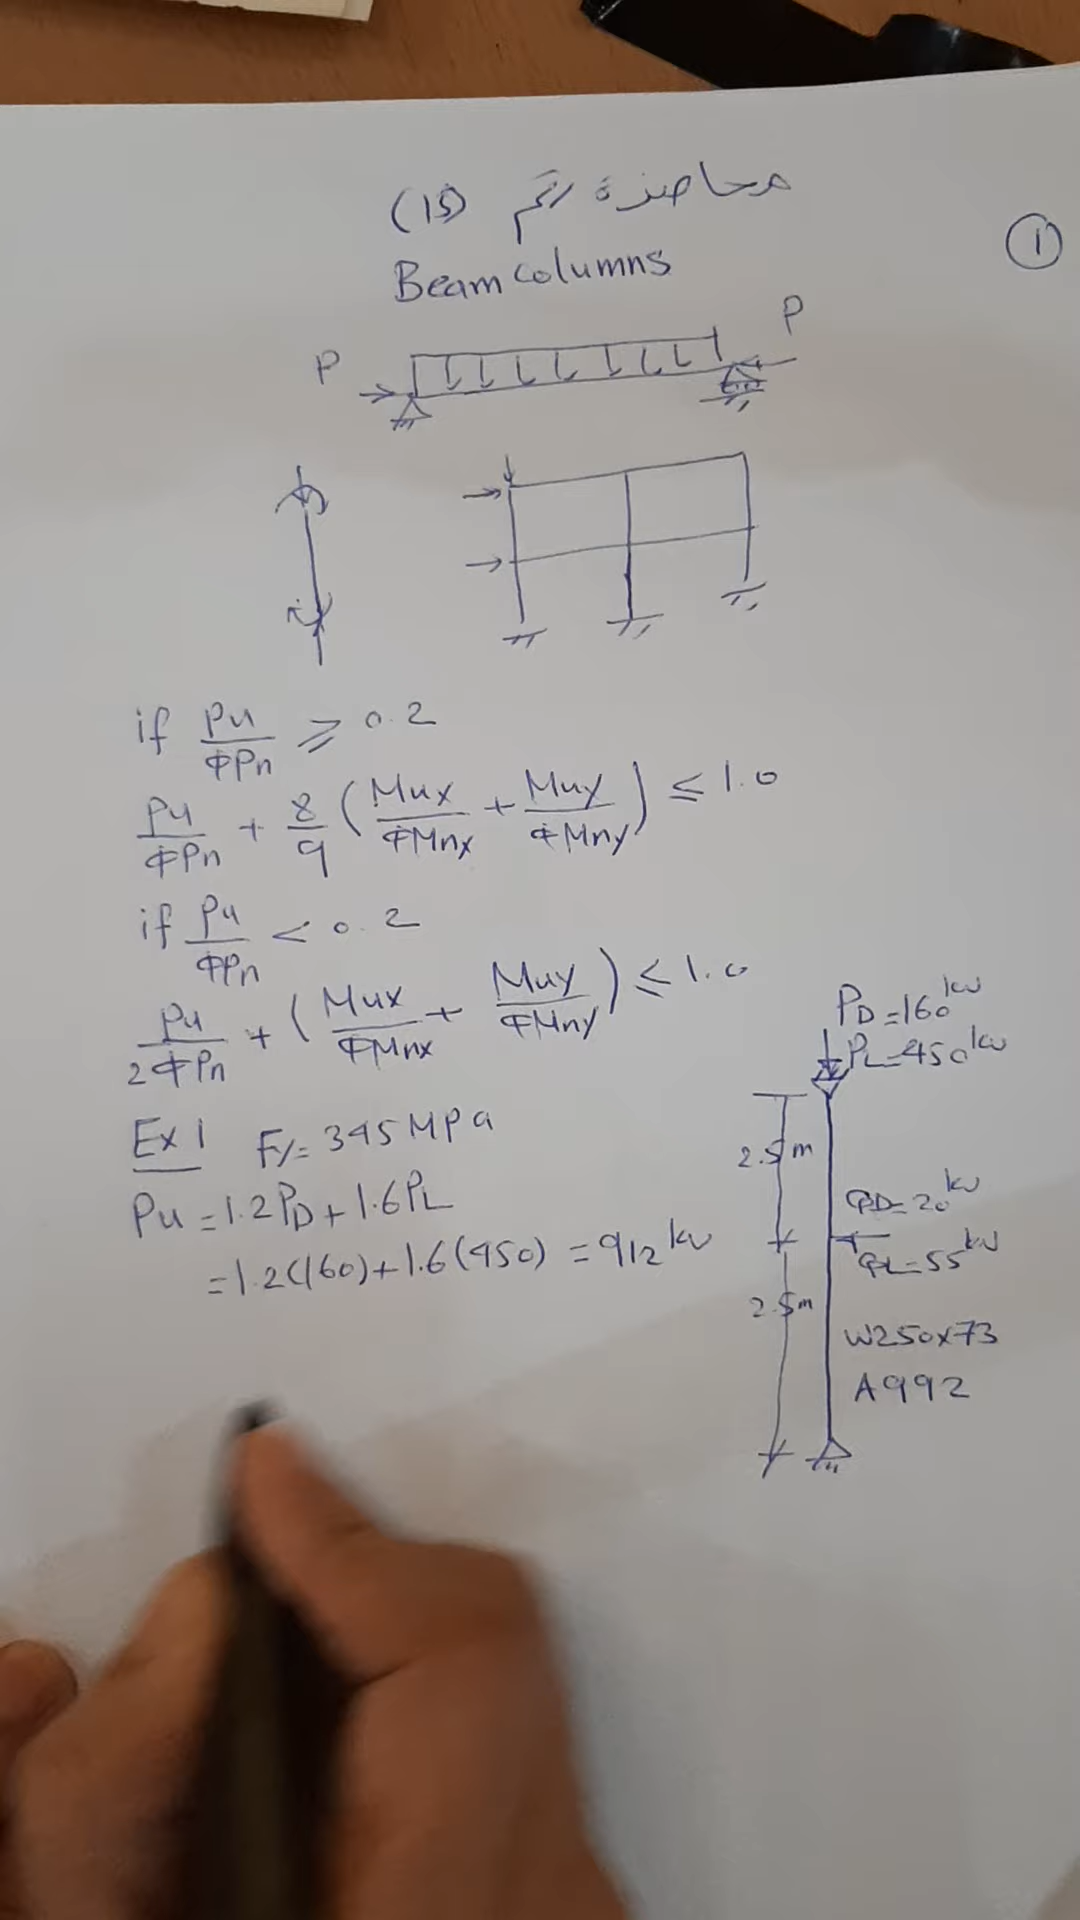 محاضرة رقم (15)
①
Beam columns
P
P
if Pu/ΦPn ⩾ 0.2
Pu/ΦPn + 8/9 (Mux/ΦMnx + Muy/ΦMny) ≤ 1.0
if Pu/ΦPn < 0.2
Pu/2ΦPn + (Mux/ΦMnx + Muy/ΦMny) ≤ 1.0
Ex 1 Fy = 345 MPa
Pu = 1.2PD + 1.6PL
= 1.2(160) + 1.6(450) = 912 kN
PD = 160 kN
PL = 450 kN
2.5 m
QD = 20 kN
QL = 55 kN
2.5 m
W250x73
A992